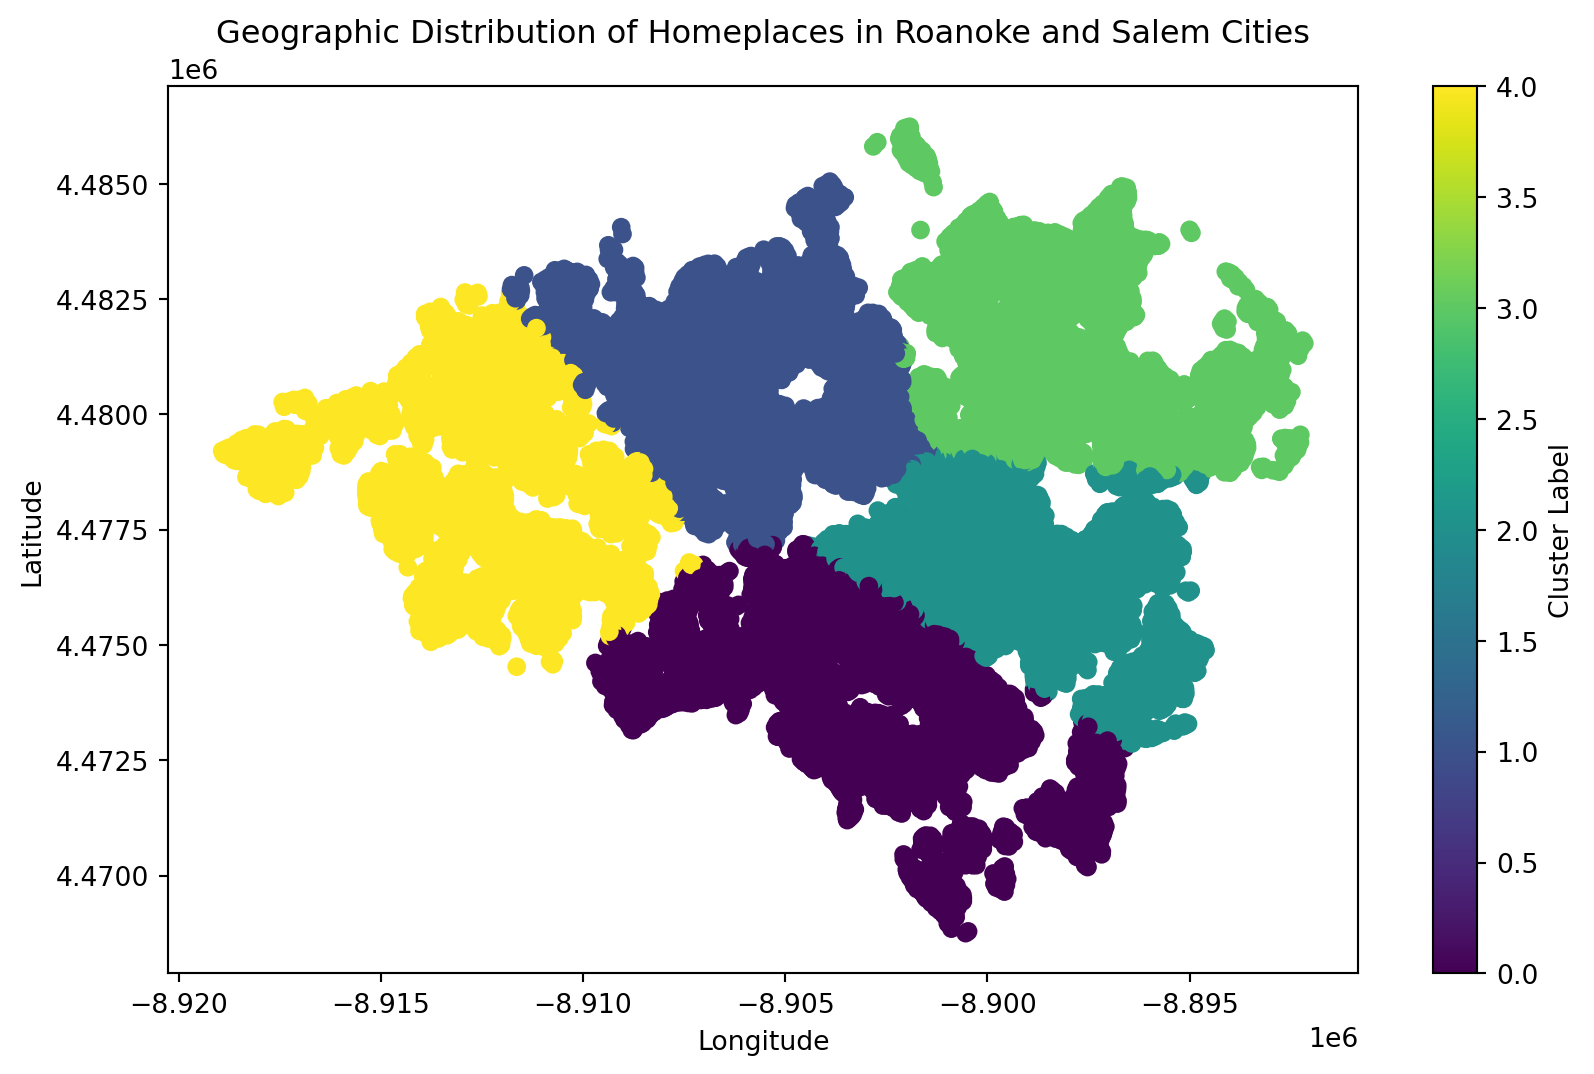 Geographic Distribution of Homeplaces in Roanoke and Salem Cities
1e6
4.4850
4.4825
4.4800
4.4775
4.4750
4.4725
4.4700
Latitude
−8.920 −8.915 −8.910 −8.905 −8.900 −8.895
1e6
Longitude
4.0
3.5
3.0
2.5
2.0
1.5
1.0
0.5
0.0
Cluster Label